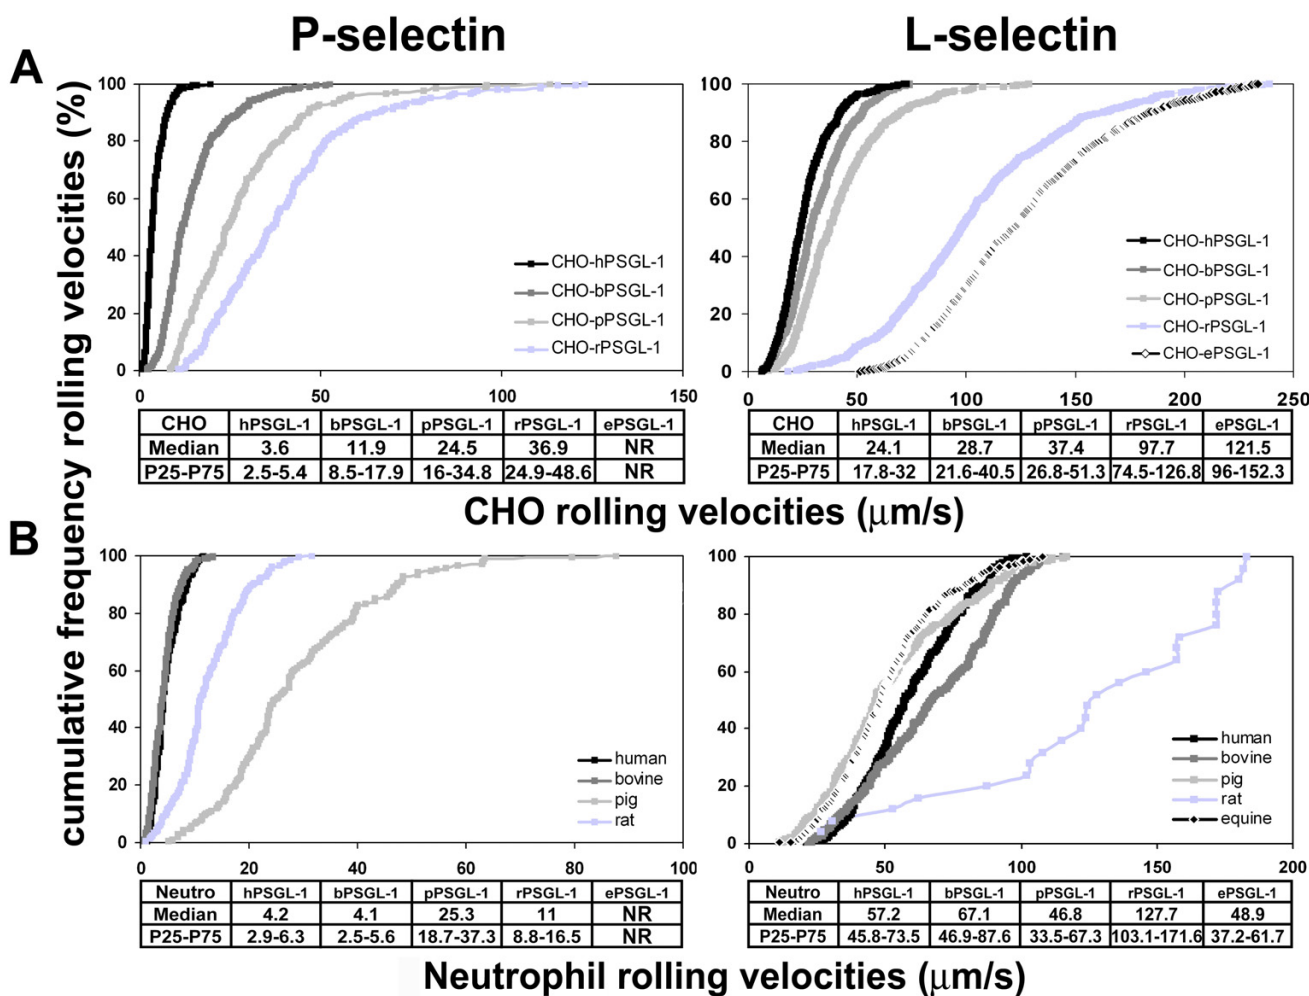 P-selectin
L-selectin
A
cumulative frequency rolling velocities (%)
100
80
60
40
20
0
CHO-hPSGL-1
CHO-bPSGL-1
CHO-pPSGL-1
CHO-rPSGL-1
0 50 100 150
CHO hPSGL-1 bPSGL-1 pPSGL-1 rPSGL-1 ePSGL-1
Median 3.6 11.9 24.5 36.9 NR
P25-P75 2.5-5.4 8.5-17.9 16-34.8 24.9-48.6 NR
100
80
60
40
20
0
CHO-hPSGL-1
CHO-bPSGL-1
CHO-pPSGL-1
CHO-rPSGL-1
CHO-ePSGL-1
0 50 100 150 200 250
CHO hPSGL-1 bPSGL-1 pPSGL-1 rPSGL-1 ePSGL-1
Median 24.1 28.7 37.4 97.7 121.5
P25-P75 17.8-32 21.6-40.5 26.8-51.3 74.5-126.8 96-152.3
CHO rolling velocities (μm/s)
B
100
80
60
40
20
0
human
bovine
pig
rat
0 20 40 60 80 100
Neutro hPSGL-1 bPSGL-1 pPSGL-1 rPSGL-1 ePSGL-1
Median 4.2 4.1 25.3 11 NR
P25-P75 2.9-6.3 2.5-5.6 18.7-37.3 8.8-16.5 NR
100
80
60
40
20
0
human
bovine
pig
rat
equine
0 50 100 150 200
Neutro hPSGL-1 bPSGL-1 pPSGL-1 rPSGL-1 ePSGL-1
Median 57.2 67.1 46.8 127.7 48.9
P25-P75 45.8-73.5 46.9-87.6 33.5-67.3 103.1-171.6 37.2-61.7
Neutrophil rolling velocities (μm/s)